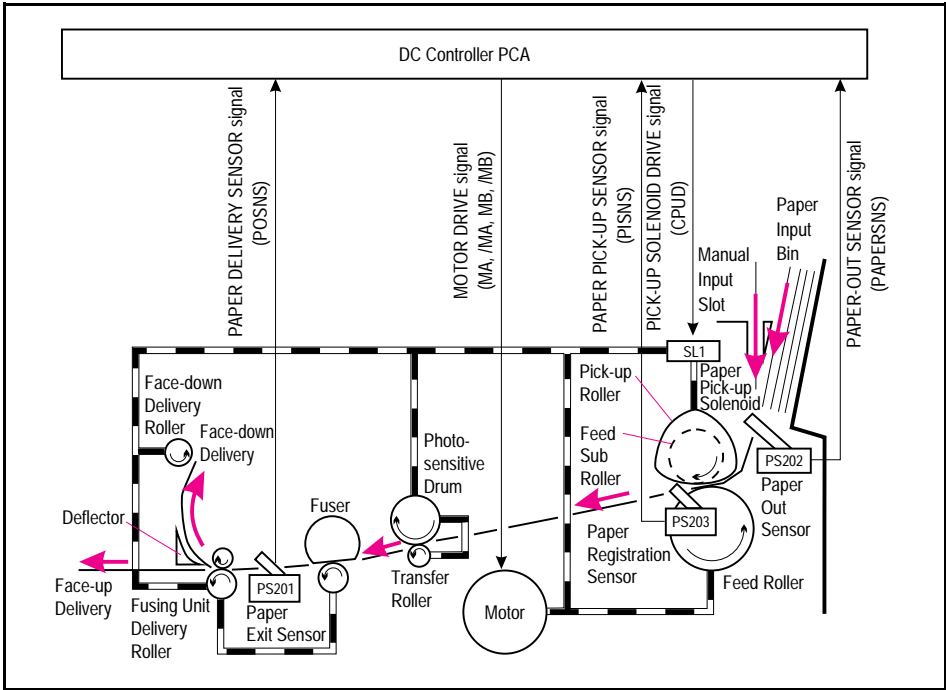 DC Controller PCA
PAPER DELIVERY SENSOR signal
(POSNS)
MOTOR DRIVE signal
(MA, /MA, MB, /MB)
PAPER PICK-UP SENSOR signal
(PISNS)
PICK-UP SOLENOID DRIVE signal
(CPUD)
PAPER-OUT SENSOR signal
(PAPERSNS)
Paper
Input
Bin
Manual
Input
Slot
SL1
Paper
Pick-up
Solenoid
Pick-up
Roller
Feed
Sub
Roller
PS202
Paper
Out
Sensor
PS203
Paper
Registration
Sensor
Feed Roller
Face-down
Delivery
Roller
Face-down
Delivery
Photo-
sensitive
Drum
Fuser
Deflector
Transfer
Roller
Motor
PS201
Paper
Exit Sensor
Face-up
Delivery
Fusing Unit
Delivery
Roller